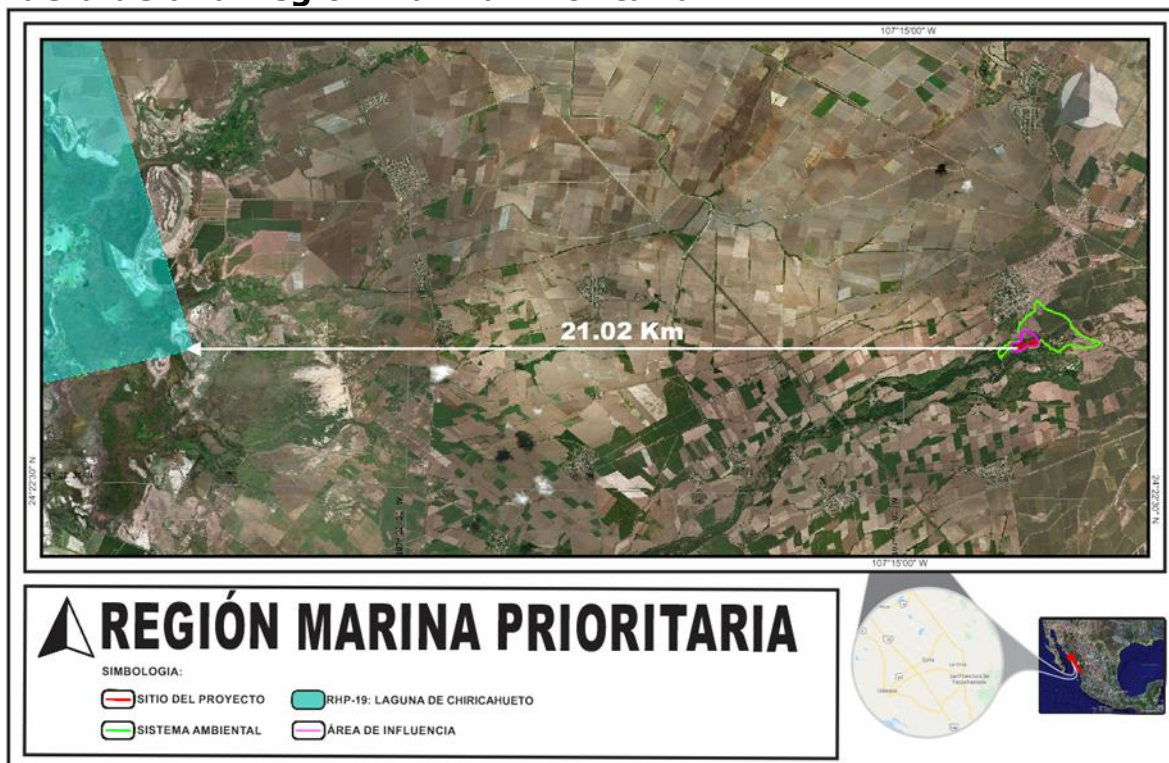 107°15'00" W
21.02 Km
24°22'30" N
24°22'30" N
107°15'00" W
REGIÓN MARINA PRIORITARIA
SIMBOLOGIA:
SITIO DEL PROYECTO
RHP-19: LAGUNA DE CHIRICAHUETO
SISTEMA AMBIENTAL
ÁREA DE INFLUENCIA